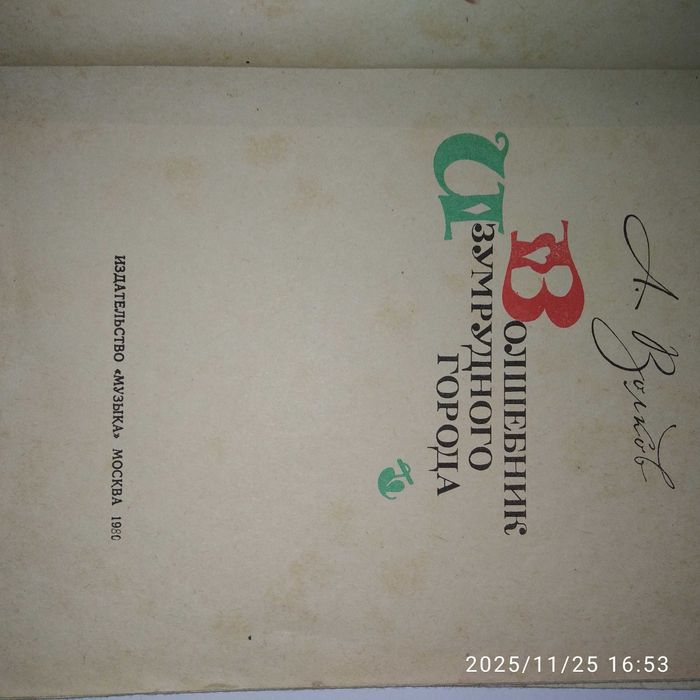 А. Волков
ВОЛШЕБНИК
ИЗУМРУДНОГО
ГОРОДА
ИЗДАТЕЛЬСТВО «МУЗЫКА» МОСКВА 1980
2025/11/25 16:53